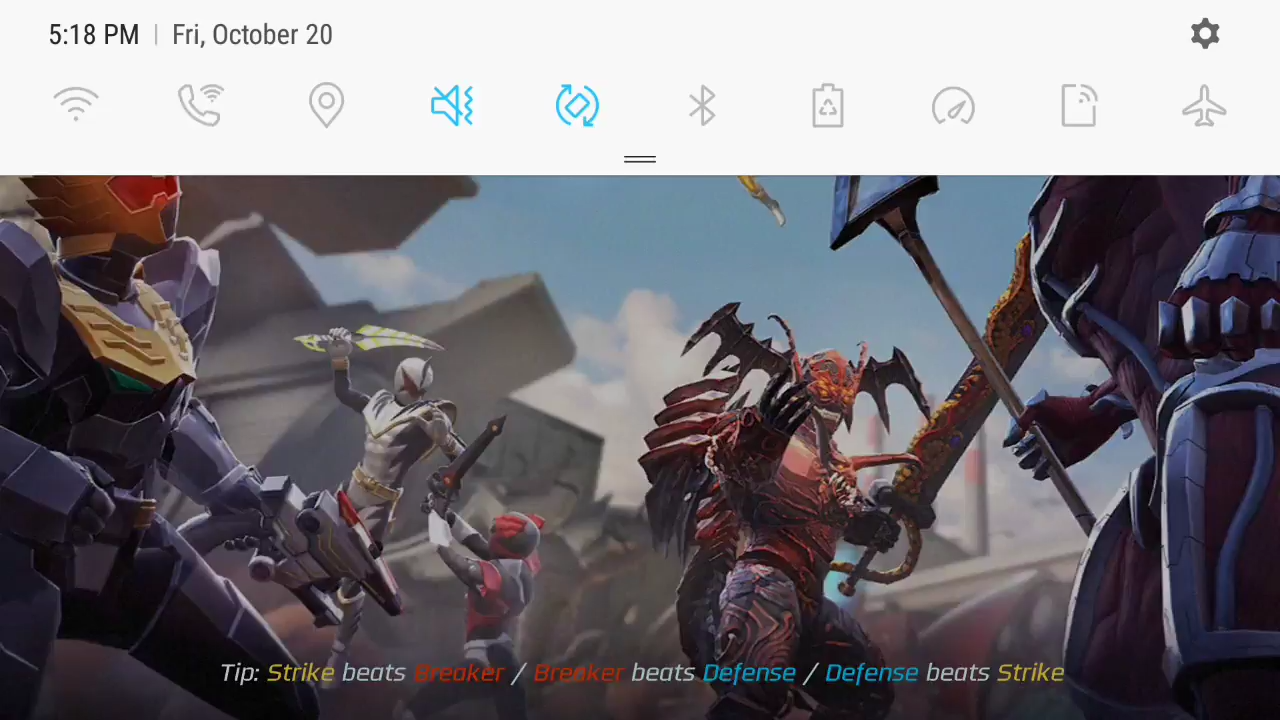 5:18 PM | Fri, October 20
Tip: Strike beats Breaker / Breaker beats Defense / Defense beats Strike